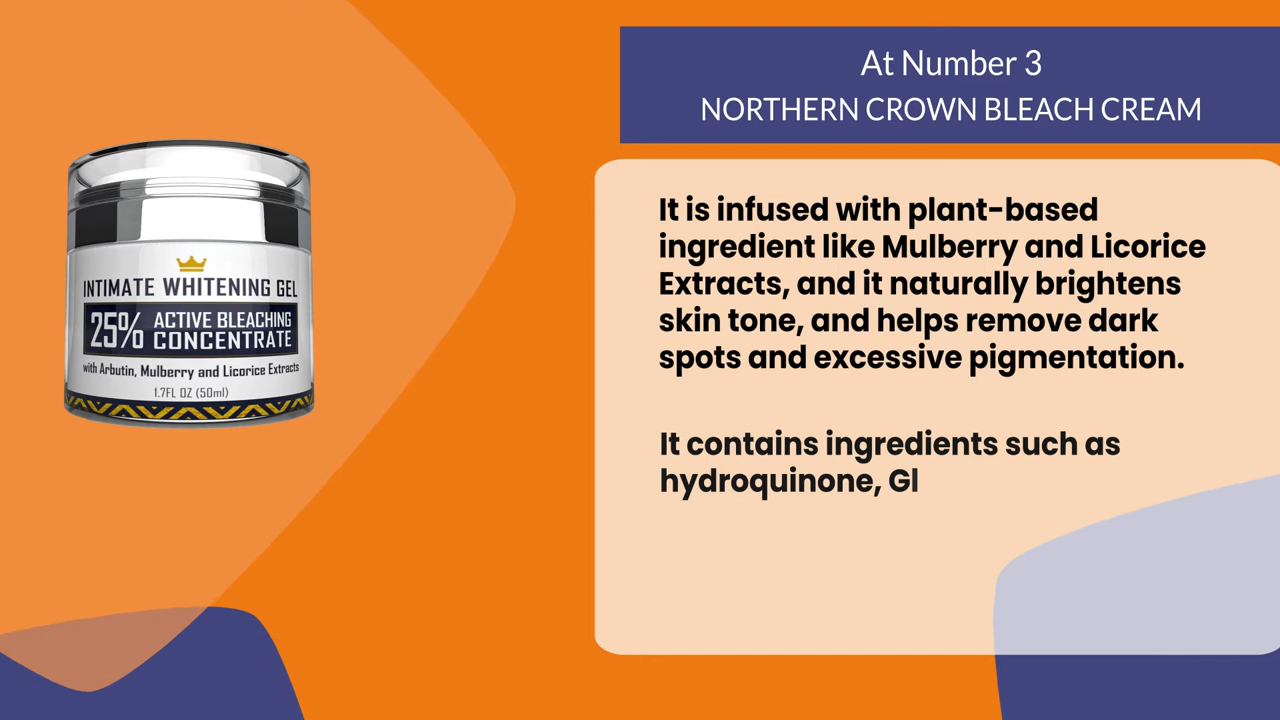 At Number 3
NORTHERN CROWN BLEACH CREAM
INTIMATE WHITENING GEL
25% ACTIVE BLEACHING
CONCENTRATE
with Arbutin, Mulberry and Licorice Extracts
1.7FL OZ (50ml)
It is infused with plant-based
ingredient like Mulberry and Licorice
Extracts, and it naturally brightens
skin tone, and helps remove dark
spots and excessive pigmentation.
It contains ingredients such as
hydroquinone, Gl